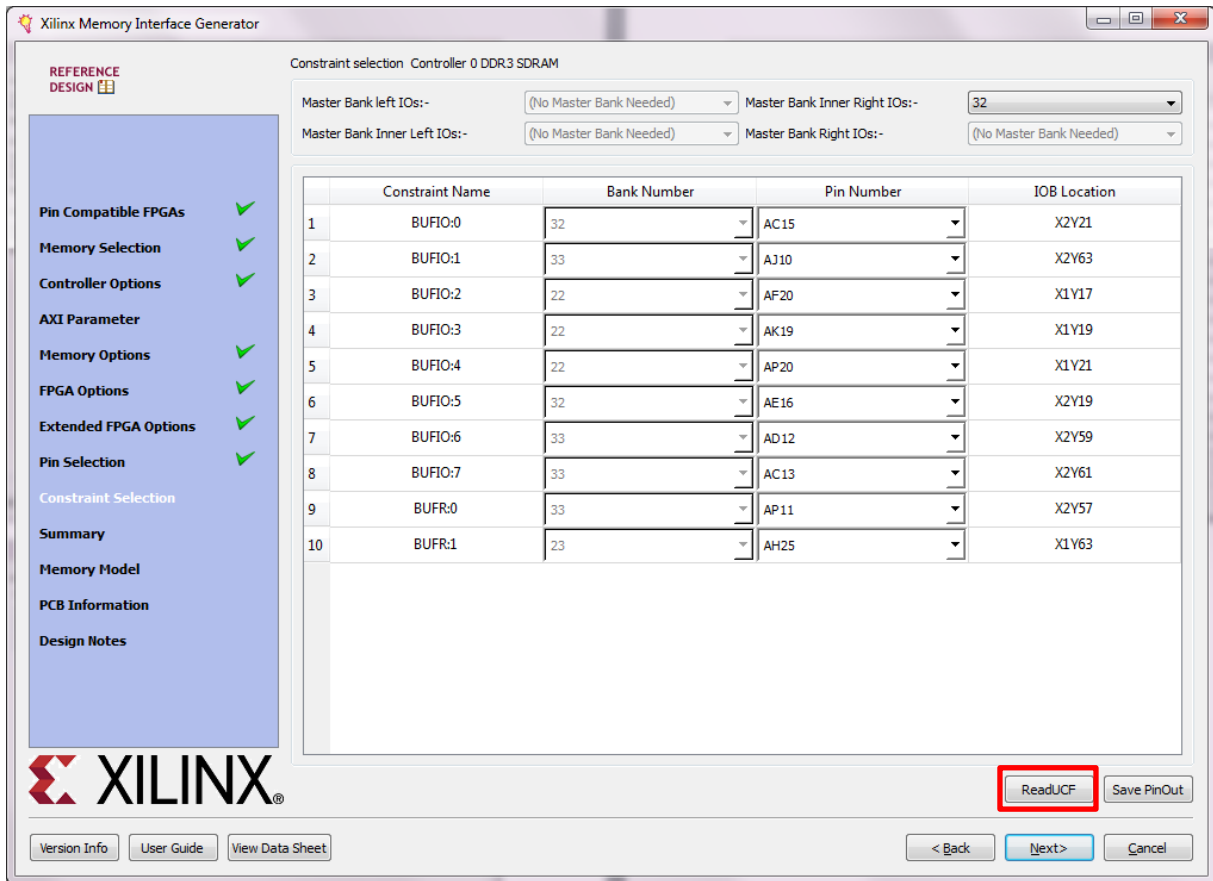 Xilinx Memory Interface Generator
REFERENCE
DESIGN
Constraint selection Controller 0 DDR3 SDRAM
Master Bank left IOs:- (No Master Bank Needed) Master Bank Inner Right IOs:- 32
Master Bank Inner Left IOs:- (No Master Bank Needed) Master Bank Right IOs:- (No Master Bank Needed)
Pin Compatible FPGAs
Memory Selection
Controller Options
AXI Parameter
Memory Options
FPGA Options
Extended FPGA Options
Pin Selection
Constraint Selection
Summary
Memory Model
PCB Information
Design Notes
Constraint Name Bank Number Pin Number IOB Location
1 BUFIO:0 32 AC15 X2Y21
2 BUFIO:1 33 AJ10 X2Y63
3 BUFIO:2 22 AF20 X1Y17
4 BUFIO:3 22 AK19 X1Y19
5 BUFIO:4 22 AP20 X1Y21
6 BUFIO:5 32 AE16 X2Y19
7 BUFIO:6 33 AD12 X2Y59
8 BUFIO:7 33 AC13 X2Y61
9 BUFR:0 33 AP11 X2Y57
10 BUFR:1 23 AH25 X1Y63
XILINX®
ReadUCF Save PinOut
Version Info User Guide View Data Sheet < Back Next> Cancel